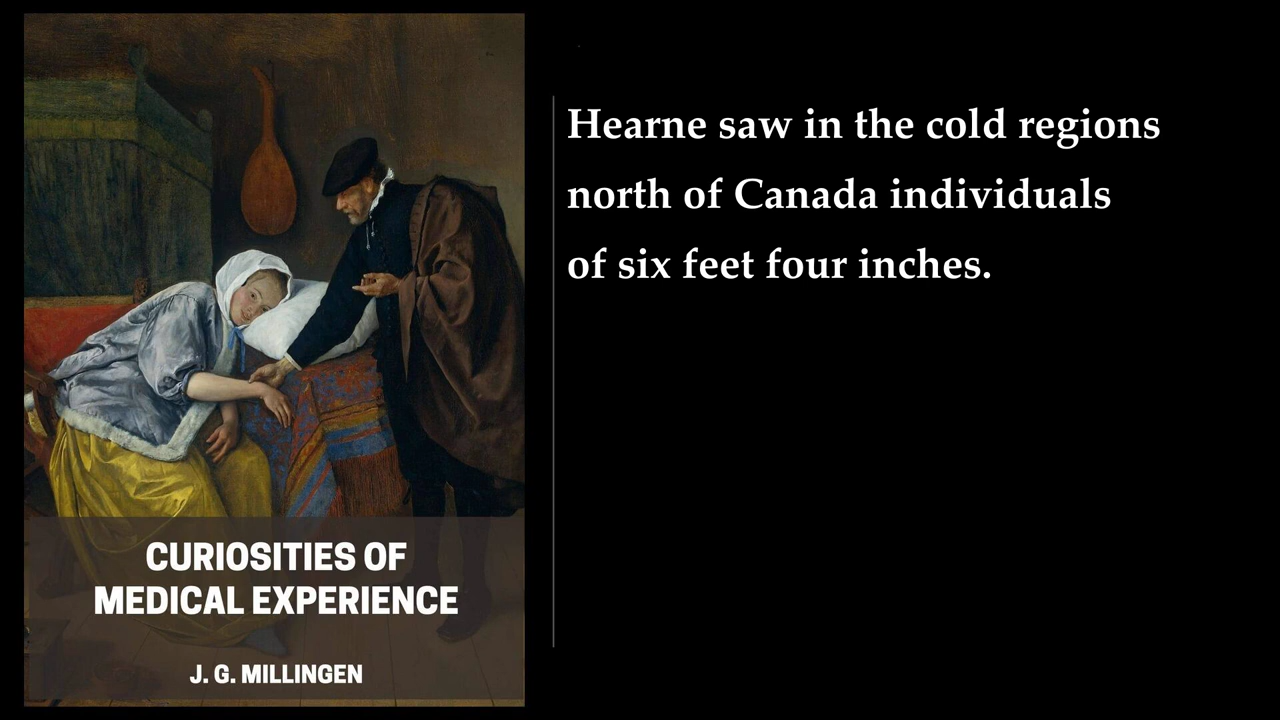 CURIOSITIES OF
MEDICAL EXPERIENCE
J. G. MILLINGEN
Hearne saw in the cold regions
north of Canada individuals
of six feet four inches.